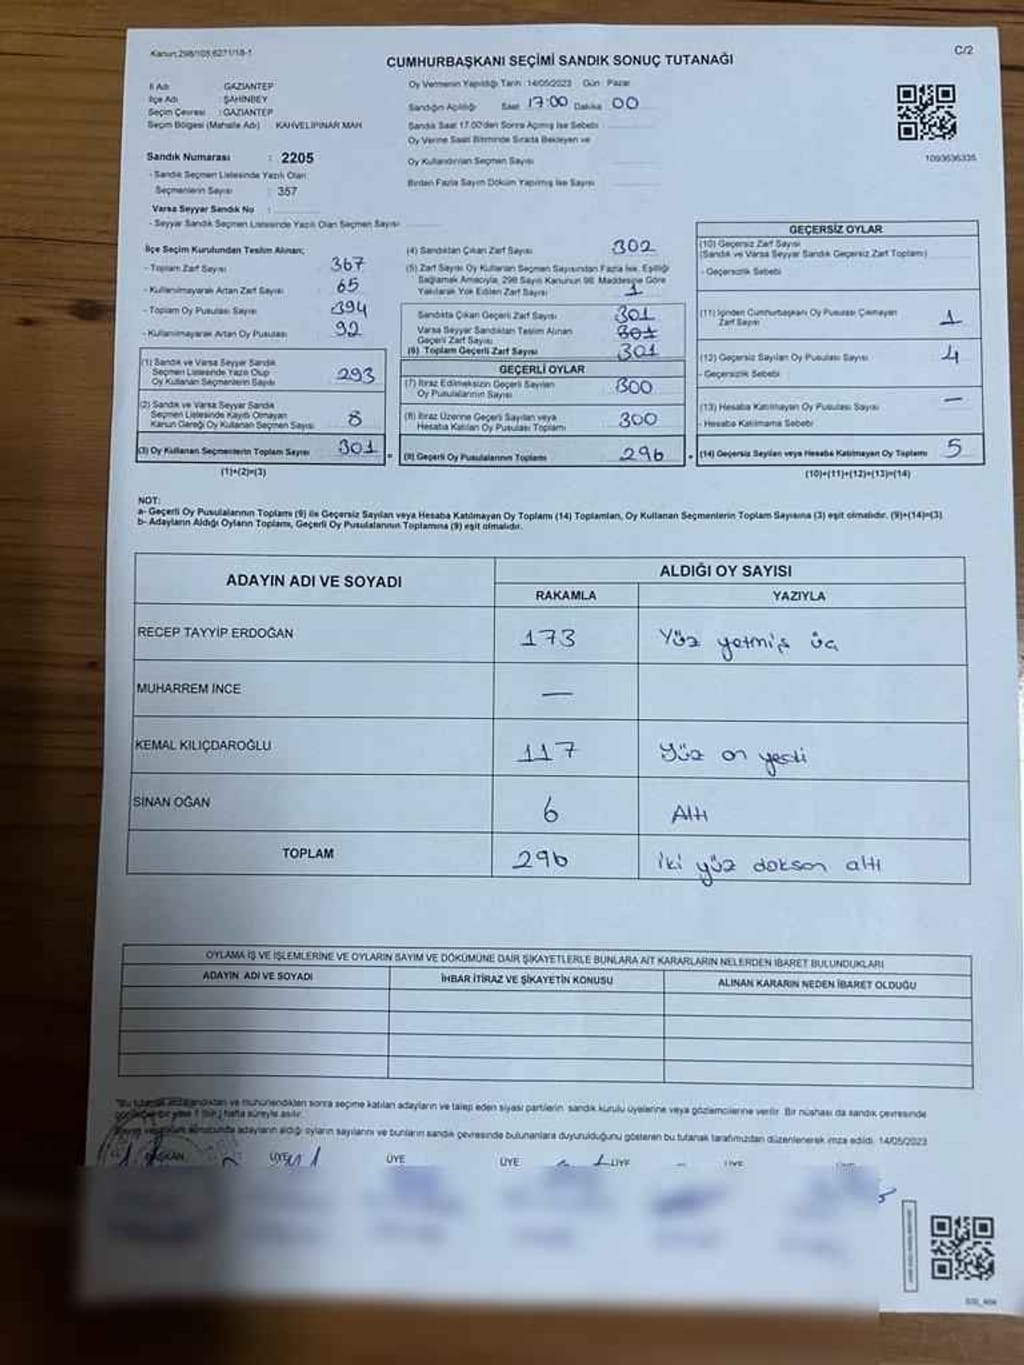 Kanun:298/105,6271/18-1
C/2
CUMHURBAŞKANI SEÇİMİ SANDIK SONUÇ TUTANAĞI
İl Adı : GAZİANTEP
İlçe Adı : ŞAHİNBEY
Seçim Çevresi : GAZİANTEP
Seçim Bölgesi (Mahalle Adı) : KAHVELİPINAR MAH
Sandık Numarası : 2205
- Sandık Seçmen Listesinde Yazılı Olan
Seçmenlerin Sayısı : 357
Varsa Seyyar Sandık No :
- Seyyar Sandık Seçmen Listesinde Yazılı Olan Seçmen Sayısı
Oy Vermenin Yapıldığı Tarih : 14/05/2023 Gün : Pazar
Sandığın Açıldığı Saat 17:00 Dakika 00
Sandık Saat 17.00'den Sonra Açılmış İse Sebebi :
Oy Verme Saati Bitiminde Sırada Bekleyen ve
Oy Kullandırılan Seçmen Sayısı
Birden Fazla Sayım Döküm Yapılmış İse Sayısı
1093636335
İlçe Seçim Kurulundan Teslim Alınan;
- Toplam Zarf Sayısı 367
- Kullanılmayarak Artan Zarf Sayısı 65
- Toplam Oy Pusulası Sayısı 394
- Kullanılmayarak Artan Oy Pusulası 92
(1) Sandık ve Varsa Seyyar Sandık
Seçmen Listesinde Yazılı Olup
Oy Kullanan Seçmenlerin Sayısı 293
(2) Sandık ve Varsa Seyyar Sandık
Seçmen Listesinde Kayıtlı Olmayan
Kanun Gereği Oy Kullanan Seçmen Sayısı 8
(3) Oy Kullanan Seçmenlerin Toplam Sayısı 301
(1)+(2)=(3)
(4) Sandıktan Çıkan Zarf Sayısı 302
(5) Zarf Sayısı Oy Kullanan Seçmen Sayısından Fazla İse, Eşitliği
Sağlamak Amacıyla, 298 Sayılı Kanunun 98. Maddesine Göre
Yakılarak Yok Edilen Zarf Sayısı 1
Sandıkta Çıkan Geçerli Zarf Sayısı 301
Varsa Seyyar Sandıktan Teslim Alınan
Geçerli Zarf Sayısı 301
(6) Toplam Geçerli Zarf Sayısı 301
GEÇERLİ OYLAR
(7) İtiraz Edilmeksizin Geçerli Sayılan
Oy Pusulalarının Sayısı 300
(8) İtiraz Üzerine Geçerli Sayılan veya
Hesaba Katılan Oy Pusulası Toplamı 300
(9) Geçerli Oy Pusulalarının Toplamı 296
GEÇERSİZ OYLAR
(10) Geçersiz Zarf Sayısı
(Sandık ve Varsa Seyyar Sandık Geçersiz Zarf Toplamı)
- Geçersizlik Sebebi
(11) İçinden Cumhurbaşkanı Oy Pusulası Çıkmayan
Zarf Sayısı 1
(12) Geçersiz Sayılan Oy Pusulası Sayısı 4
- Geçersizlik Sebebi
(13) Hesaba Katılmayan Oy Pusulası Sayısı —
- Hesaba Katılmama Sebebi
(14) Geçersiz Sayılan veya Hesaba Katılmayan Oy Toplamı 5
(10)+(11)+(12)+(13)=(14)
NOT:
a- Geçerli Oy Pusulalarının Toplamı (9) ile Geçersiz Sayılan veya Hesaba Katılmayan Oy Toplamı (14) Toplamları, Oy Kullanan Seçmenlerin Toplam Sayısına (3) eşit olmalıdır. (9)+(14)=(3)
b- Adayların Aldığı Oyların Toplamı, Geçerli Oy Pusulalarının Toplamına (9) eşit olmalıdır.
ADAYIN ADI VE SOYADI
ALDIĞI OY SAYISI
RAKAMLA YAZIYLA
RECEP TAYYİP ERDOĞAN 173 Yüz yetmiş üç
MUHARREM İNCE —
KEMAL KILIÇDAROĞLU 117 yüz on yedi
SİNAN OĞAN 6 Altı
TOPLAM 296 iki yüz doksan altı
OYLAMA İŞ VE İŞLEMLERİNE VE OYLARIN SAYIM VE DÖKÜMÜNE DAİR ŞİKAYETLERLE BUNLARA AİT KARARLARIN NELERDEN İBARET BULUNDUKLARI
ADAYIN ADI VE SOYADI İHBAR İTİRAZ VE ŞİKAYETİN KONUSU ALINAN KARARIN NEDEN İBARET OLDUĞU
"Bu tutanak imzalandıktan ve mühürlendikten sonra seçime katılan adayların ve talep eden siyasi partilerin sandık kurulu üyelerine veya gözlemcilerine verilir. Bir nüshası da sandık çevresinde
bir yere 1 (bir) hafta süreyle asılır.
adayların aldığı oyların sayılarını ve bunların sandık çevresinde bulunanlara duyurulduğunu gösteren bu tutanak tarafımızdan düzenlenerek imza edildi. 14/05/2023
BAŞKAN ÜYE ÜYE ÜYE ÜYE ÜYE